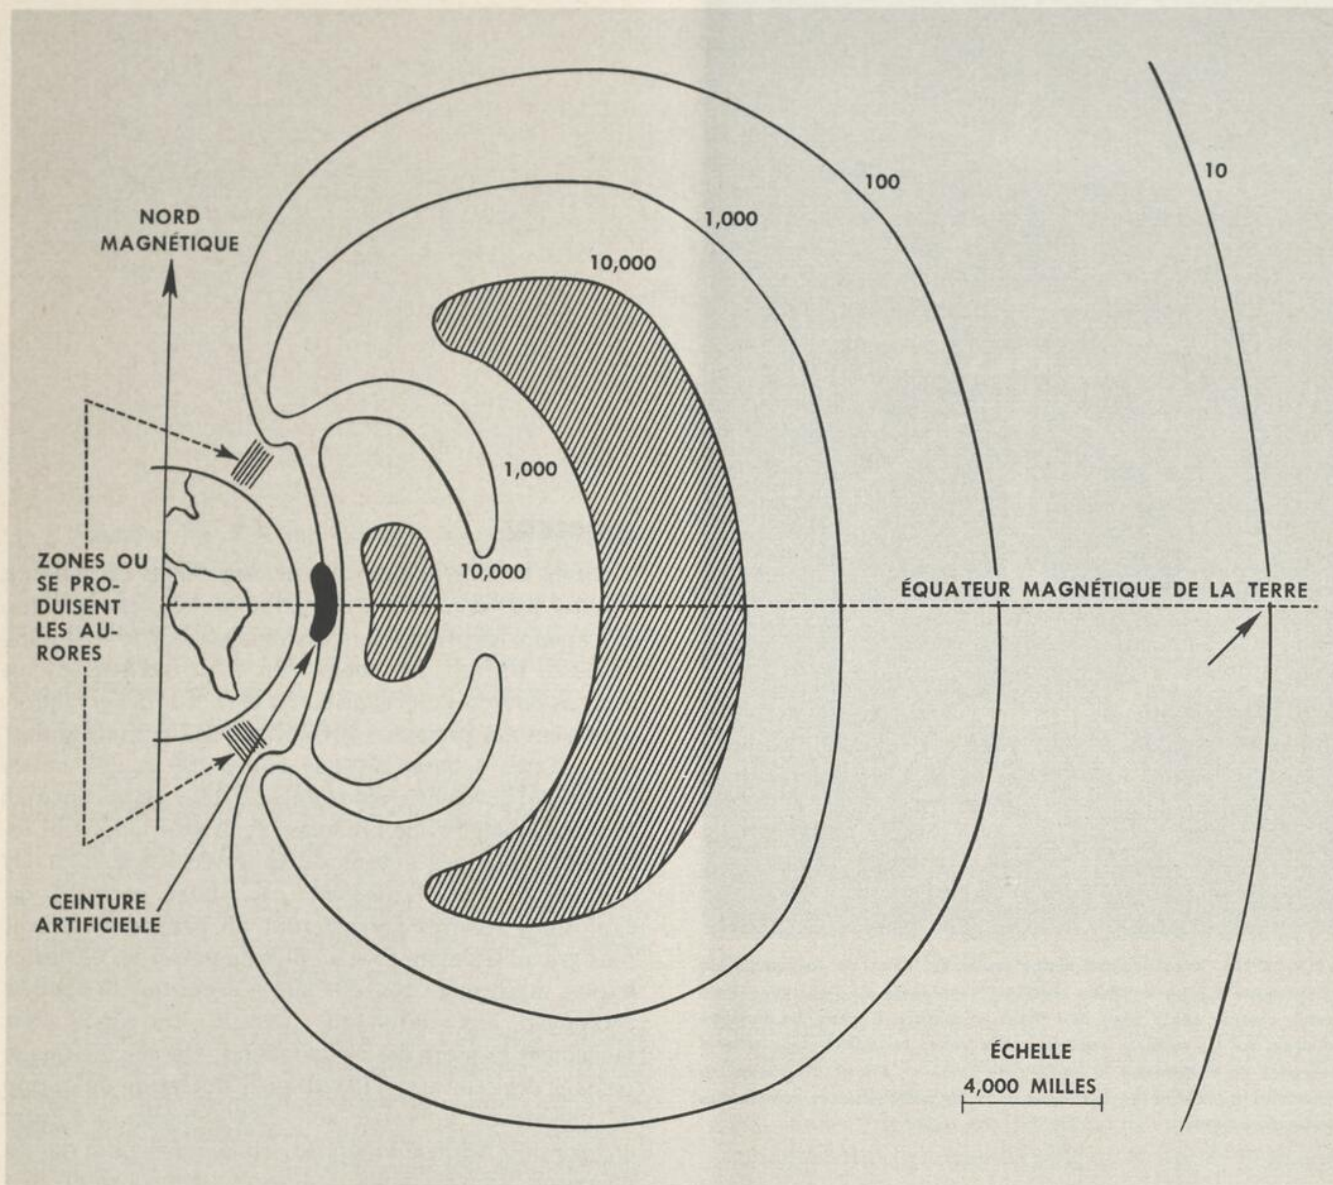 10
100
1,000
NORD
MAGNÉTIQUE
10,000
1,000
ZONES OU
SE PRO-
DUISENT
LES AU-
RORES
10,000
ÉQUATEUR MAGNÉTIQUE DE LA TERRE
CEINTURE
ARTIFICIELLE
ÉCHELLE
4,000 MILLES